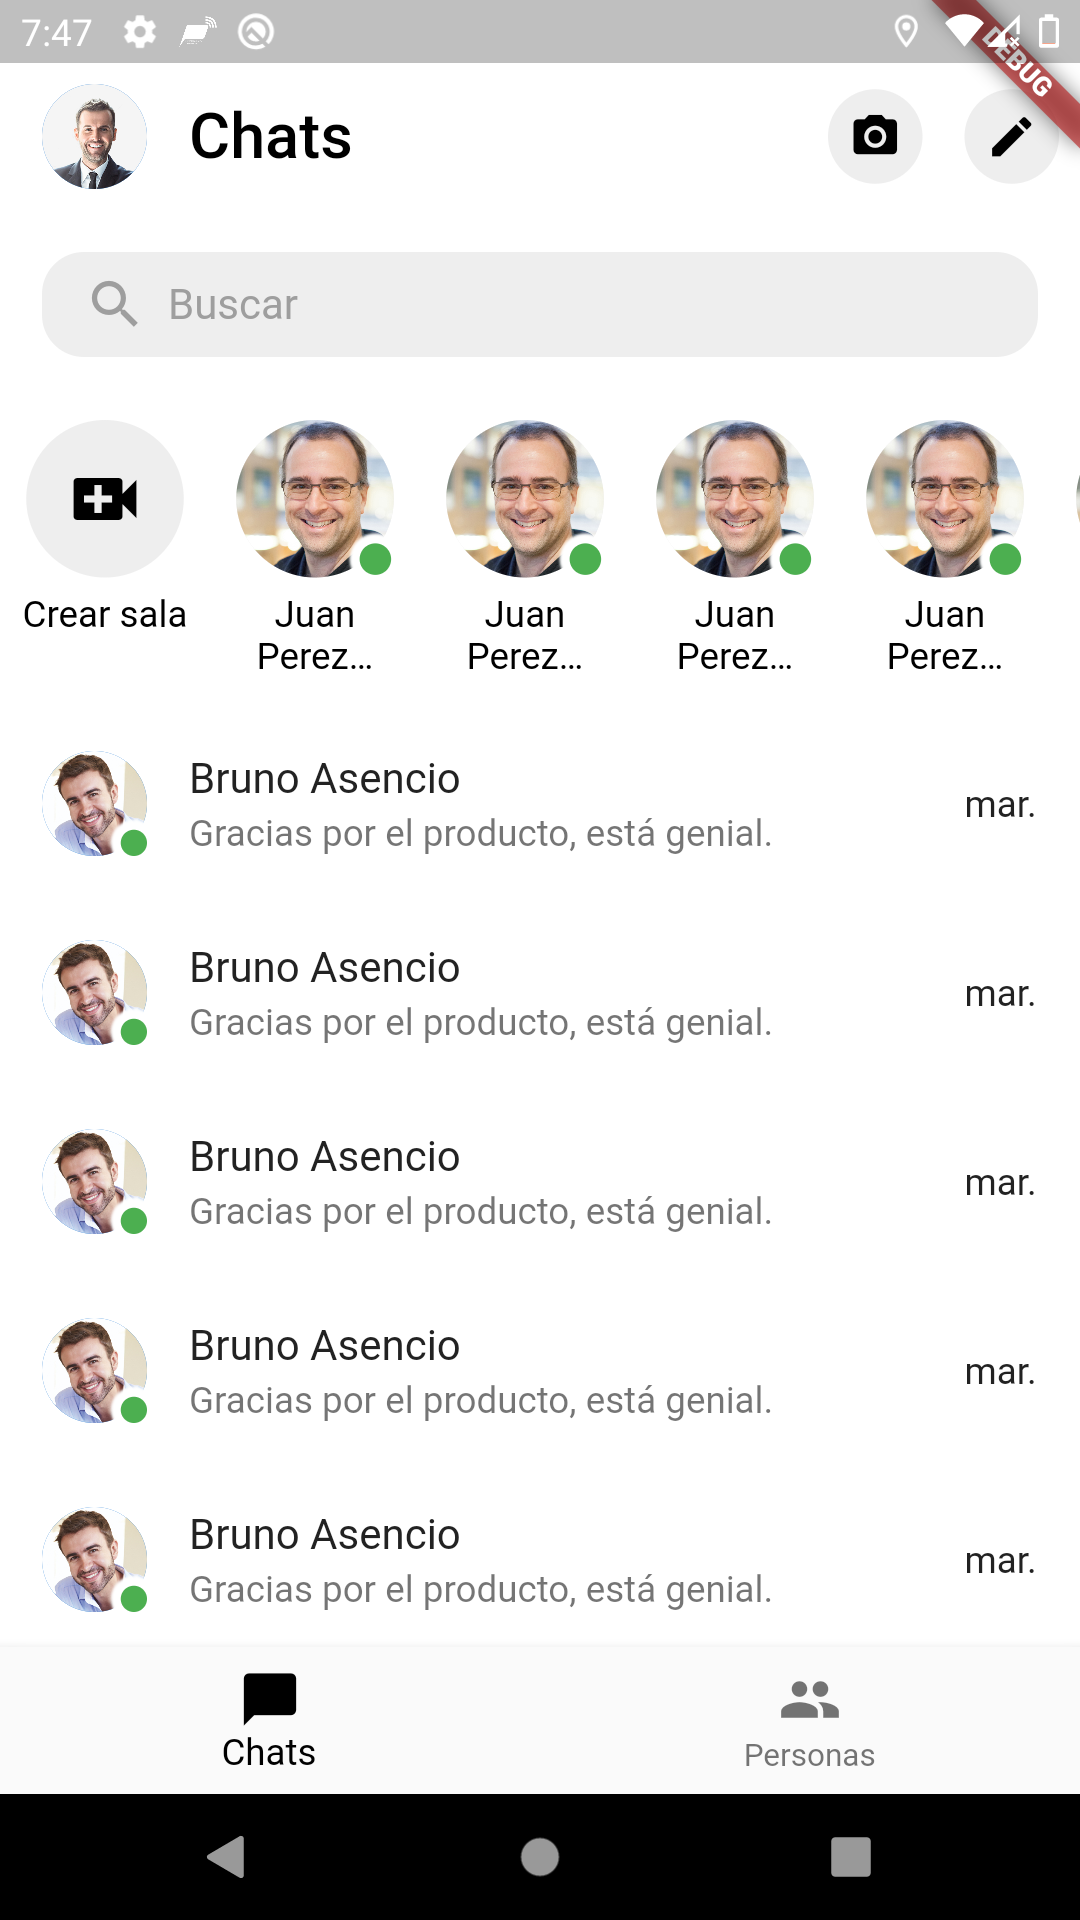 7:47
DEBUG
Chats
Buscar
Crear sala
Juan
Perez...
Juan
Perez...
Juan
Perez...
Juan
Perez...
Bruno Asencio
Gracias por el producto, está genial.
mar.
Bruno Asencio
Gracias por el producto, está genial.
mar.
Bruno Asencio
Gracias por el producto, está genial.
mar.
Bruno Asencio
Gracias por el producto, está genial.
mar.
Bruno Asencio
Gracias por el producto, está genial.
mar.
Chats
Personas